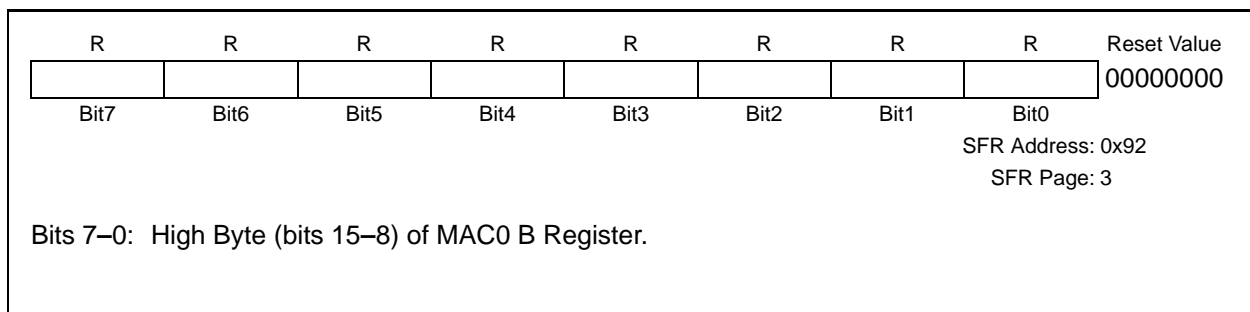 R R R R R R R R Reset Value
00000000
Bit7 Bit6 Bit5 Bit4 Bit3 Bit2 Bit1 Bit0
SFR Address: 0x92
SFR Page: 3
Bits 7–0: High Byte (bits 15–8) of MAC0 B Register.